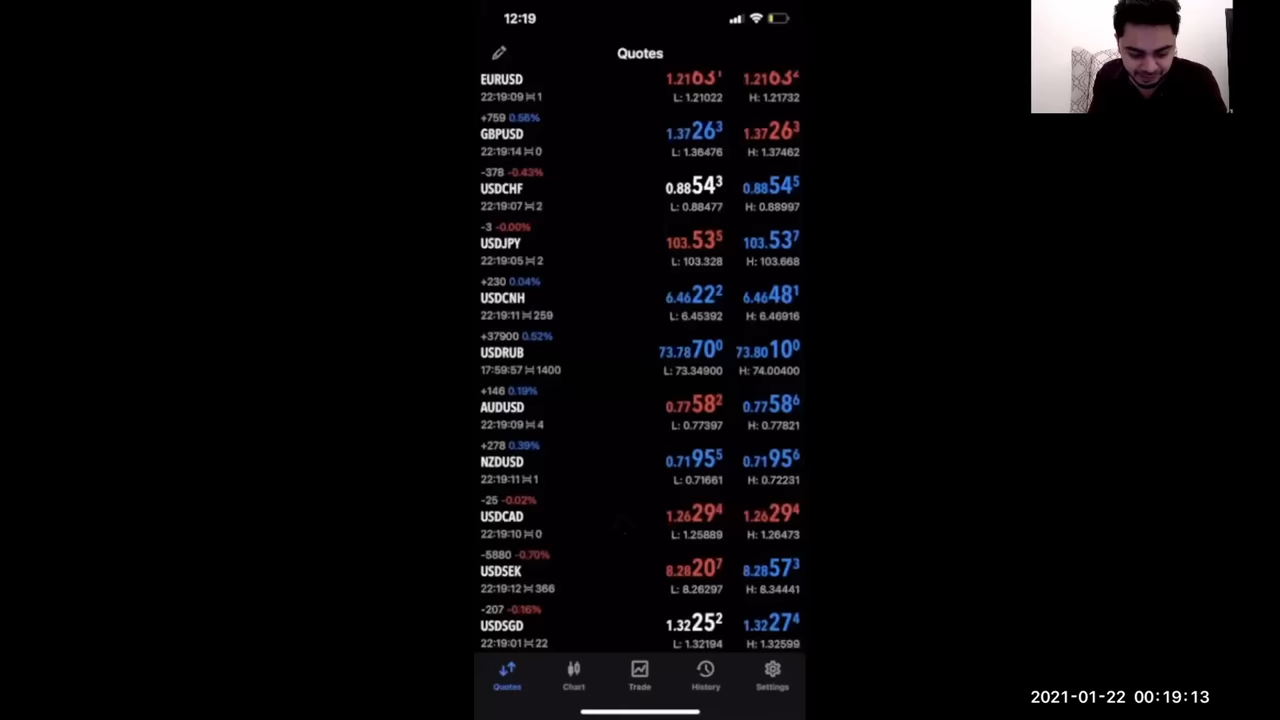 12:19
Quotes
EURUSD 1.21631 1.21632
22:19:09 1 L: 1.21022 H: 1.21732
+759 0.56%
GBPUSD 1.37263 1.37263
22:19:14 0 L: 1.36476 H: 1.37462
-378 -0.43%
USDCHF 0.88543 0.88545
22:19:07 2 L: 0.88477 H: 0.88997
-3 -0.00%
USDJPY 103.535 103.537
22:19:05 2 L: 103.328 H: 103.668
+230 0.04%
USDCNH 6.46222 6.46481
22:19:11 259 L: 6.45392 H: 6.46916
+37900 0.52%
USDRUB 73.78700 73.80100
17:59:57 1400 L: 73.34900 H: 74.00400
+146 0.19%
AUDUSD 0.77582 0.77586
22:19:09 4 L: 0.77397 H: 0.77821
+278 0.39%
NZDUSD 0.71955 0.71956
22:19:11 1 L: 0.71661 H: 0.72231
-25 -0.02%
USDCAD 1.26294 1.26294
22:19:10 0 L: 1.25889 H: 1.26473
-5880 -0.70%
USDSEK 8.28207 8.28573
22:19:12 366 L: 8.26297 H: 8.34441
-207 -0.16%
USDSGD 1.32252 1.32274
22:19:01 22 L: 1.32194 H: 1.32599
Quotes Chart Trade History Settings
2021-01-22 00:19:13